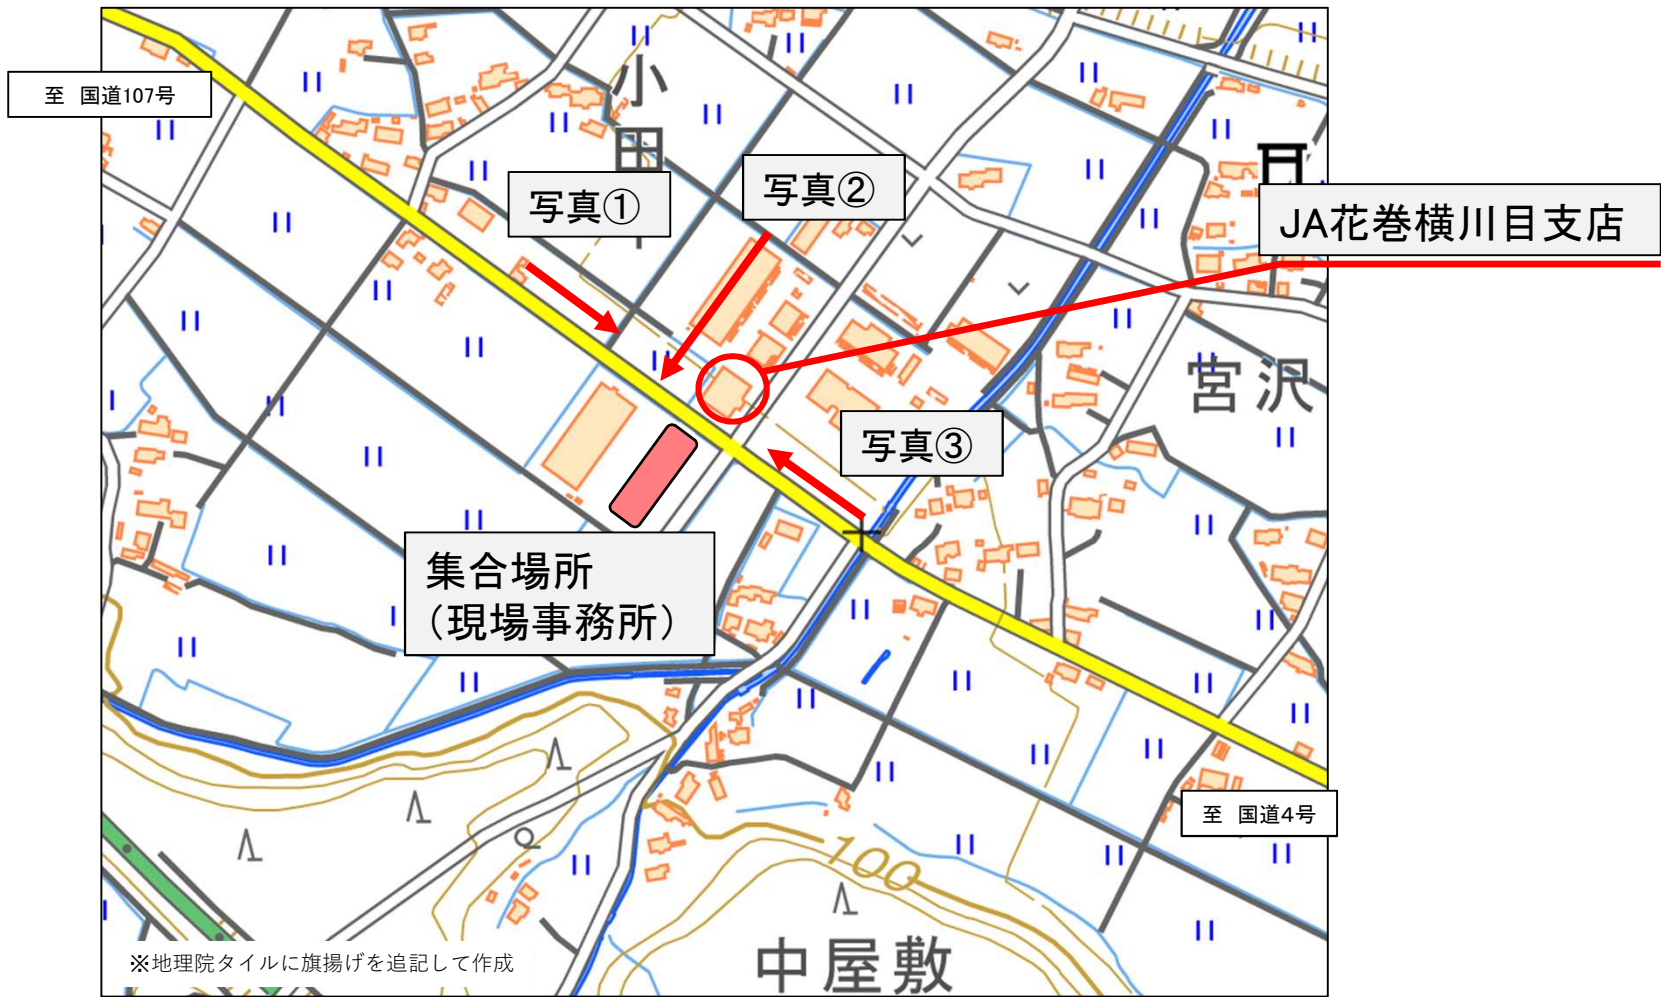 至 国道107号
小
田
写真①
写真②
JA花巻横川目支店
宮沢
写真③
集合場所
（現場事務所）
至 国道4号
100
中屋敷
※地理院タイルに旗揚げを追記して作成